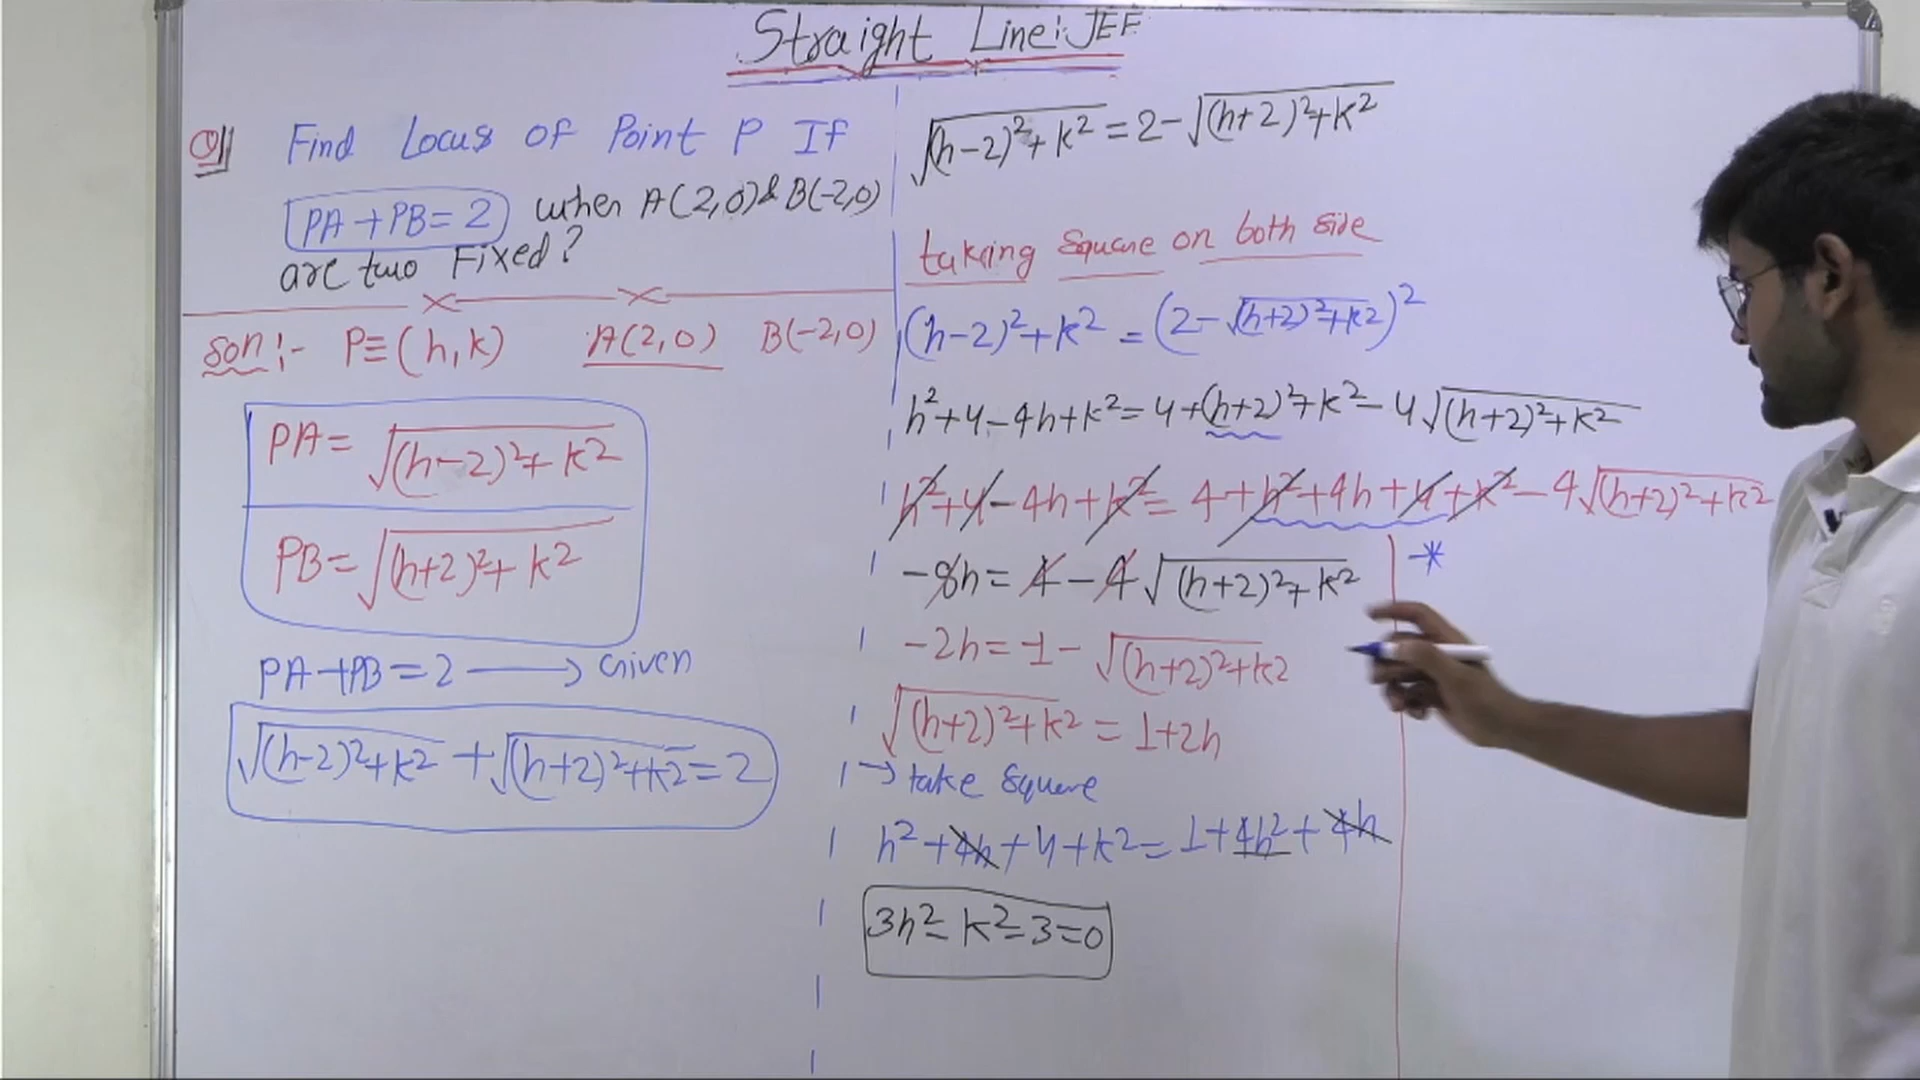 Straight Line:JEE
Q1 Find Locus of Point P If
PA+PB=2 when A(2,0)&B(-2,0)
are two Fixed?
Soln:- P≡(h,k) A(2,0) B(-2,0)
PA=√((h-2)²+k²)
PB=√((h+2)²+k²)
PA+PB=2 → Given
√((h-2)²+k²)+√((h+2)²+k²)=2
√((h-2)²+k²)=2-√((h+2)²+k²)
taking Square on both side
(h-2)²+k²=(2-√((h+2)²+k²))²
h²+4-4h+k²=4+(h+2)²+k²-4√((h+2)²+k²)
h²+4-4h+k²=4+h²+4h+4+k²-4√((h+2)²+k²)
-8h=4-4√((h+2)²+k²) -*
-2h=1-√((h+2)²+k²)
√((h+2)²+k²)=1+2h
→take Square
h²+4h+4+k²=1+4h²+4h
3h²-k²-3=0